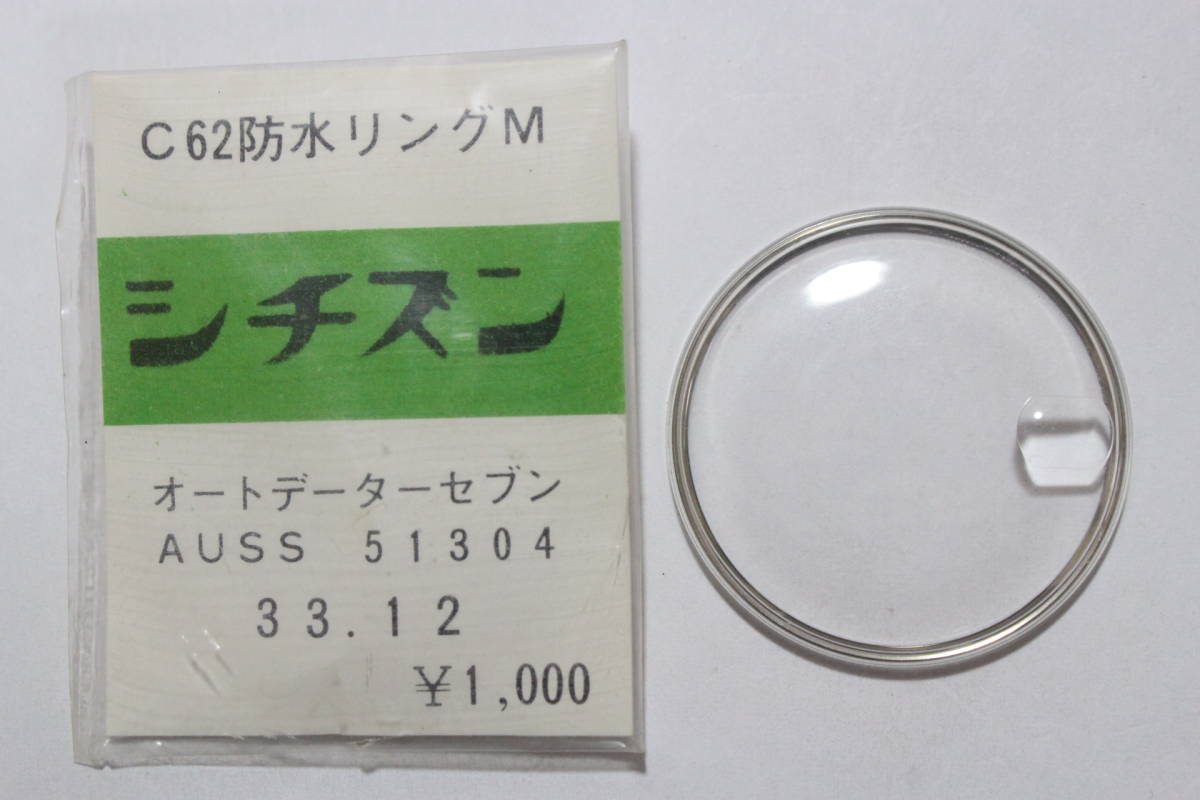 C62防水リングM
シチズン
オートデーターセブン
AUSS 51304
33.12
¥1,000